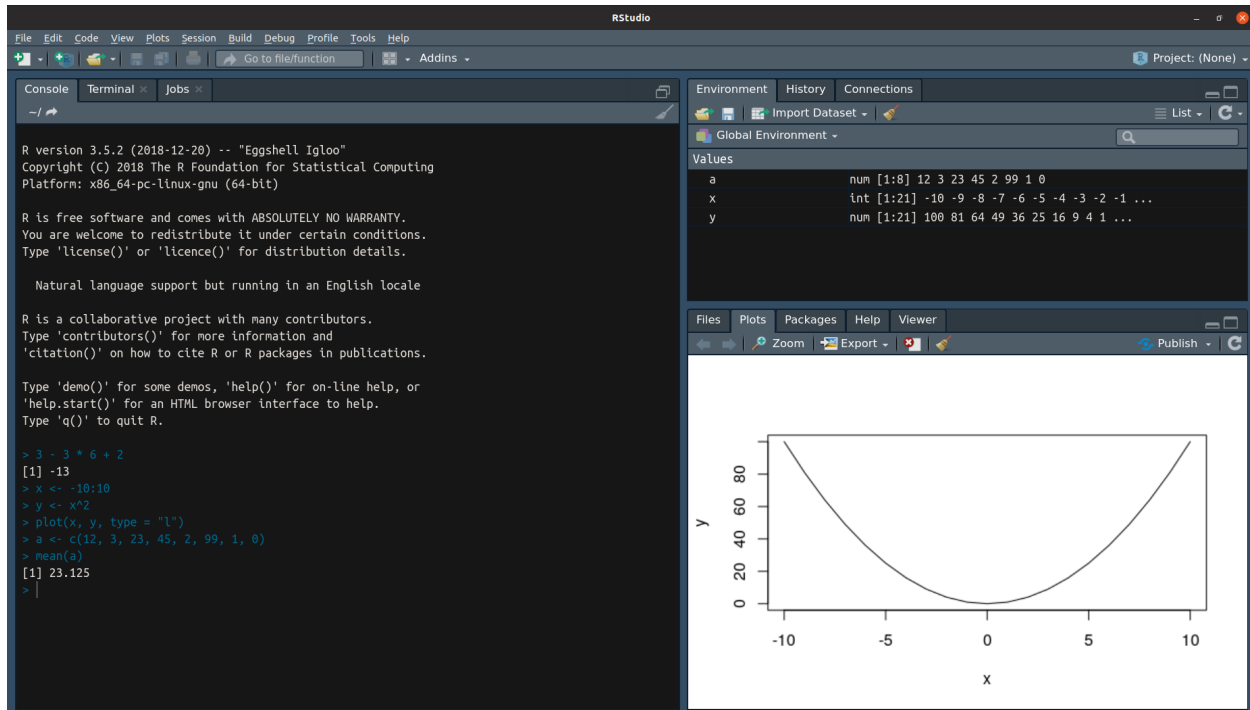 RStudio
File Edit Code View Plots Session Build Debug Profile Tools Help
Go to file/function Addins Project: (None)
Console Terminal Jobs
~/
R version 3.5.2 (2018-12-20) -- "Eggshell Igloo"
Copyright (C) 2018 The R Foundation for Statistical Computing
Platform: x86_64-pc-linux-gnu (64-bit)
R is free software and comes with ABSOLUTELY NO WARRANTY.
You are welcome to redistribute it under certain conditions.
Type 'license()' or 'licence()' for distribution details.
Natural language support but running in an English locale
R is a collaborative project with many contributors.
Type 'contributors()' for more information and
'citation()' on how to cite R or R packages in publications.
Type 'demo()' for some demos, 'help()' for on-line help, or
'help.start()' for an HTML browser interface to help.
Type 'q()' to quit R.
> 3 - 3 * 6 + 2
[1] -13
> x <- -10:10
> y <- x^2
> plot(x, y, type = "l")
> a <- c(12, 3, 23, 45, 2, 99, 1, 0)
> mean(a)
[1] 23.125
>
Environment History Connections
Import Dataset List
Global Environment
Values
a num [1:8] 12 3 23 45 2 99 1 0
x int [1:21] -10 -9 -8 -7 -6 -5 -4 -3 -2 -1 ...
y num [1:21] 100 81 64 49 36 25 16 9 4 1 ...
Files Plots Packages Help Viewer
Zoom Export Publish
y
80
60
40
20
0
-10 -5 0 5 10
x